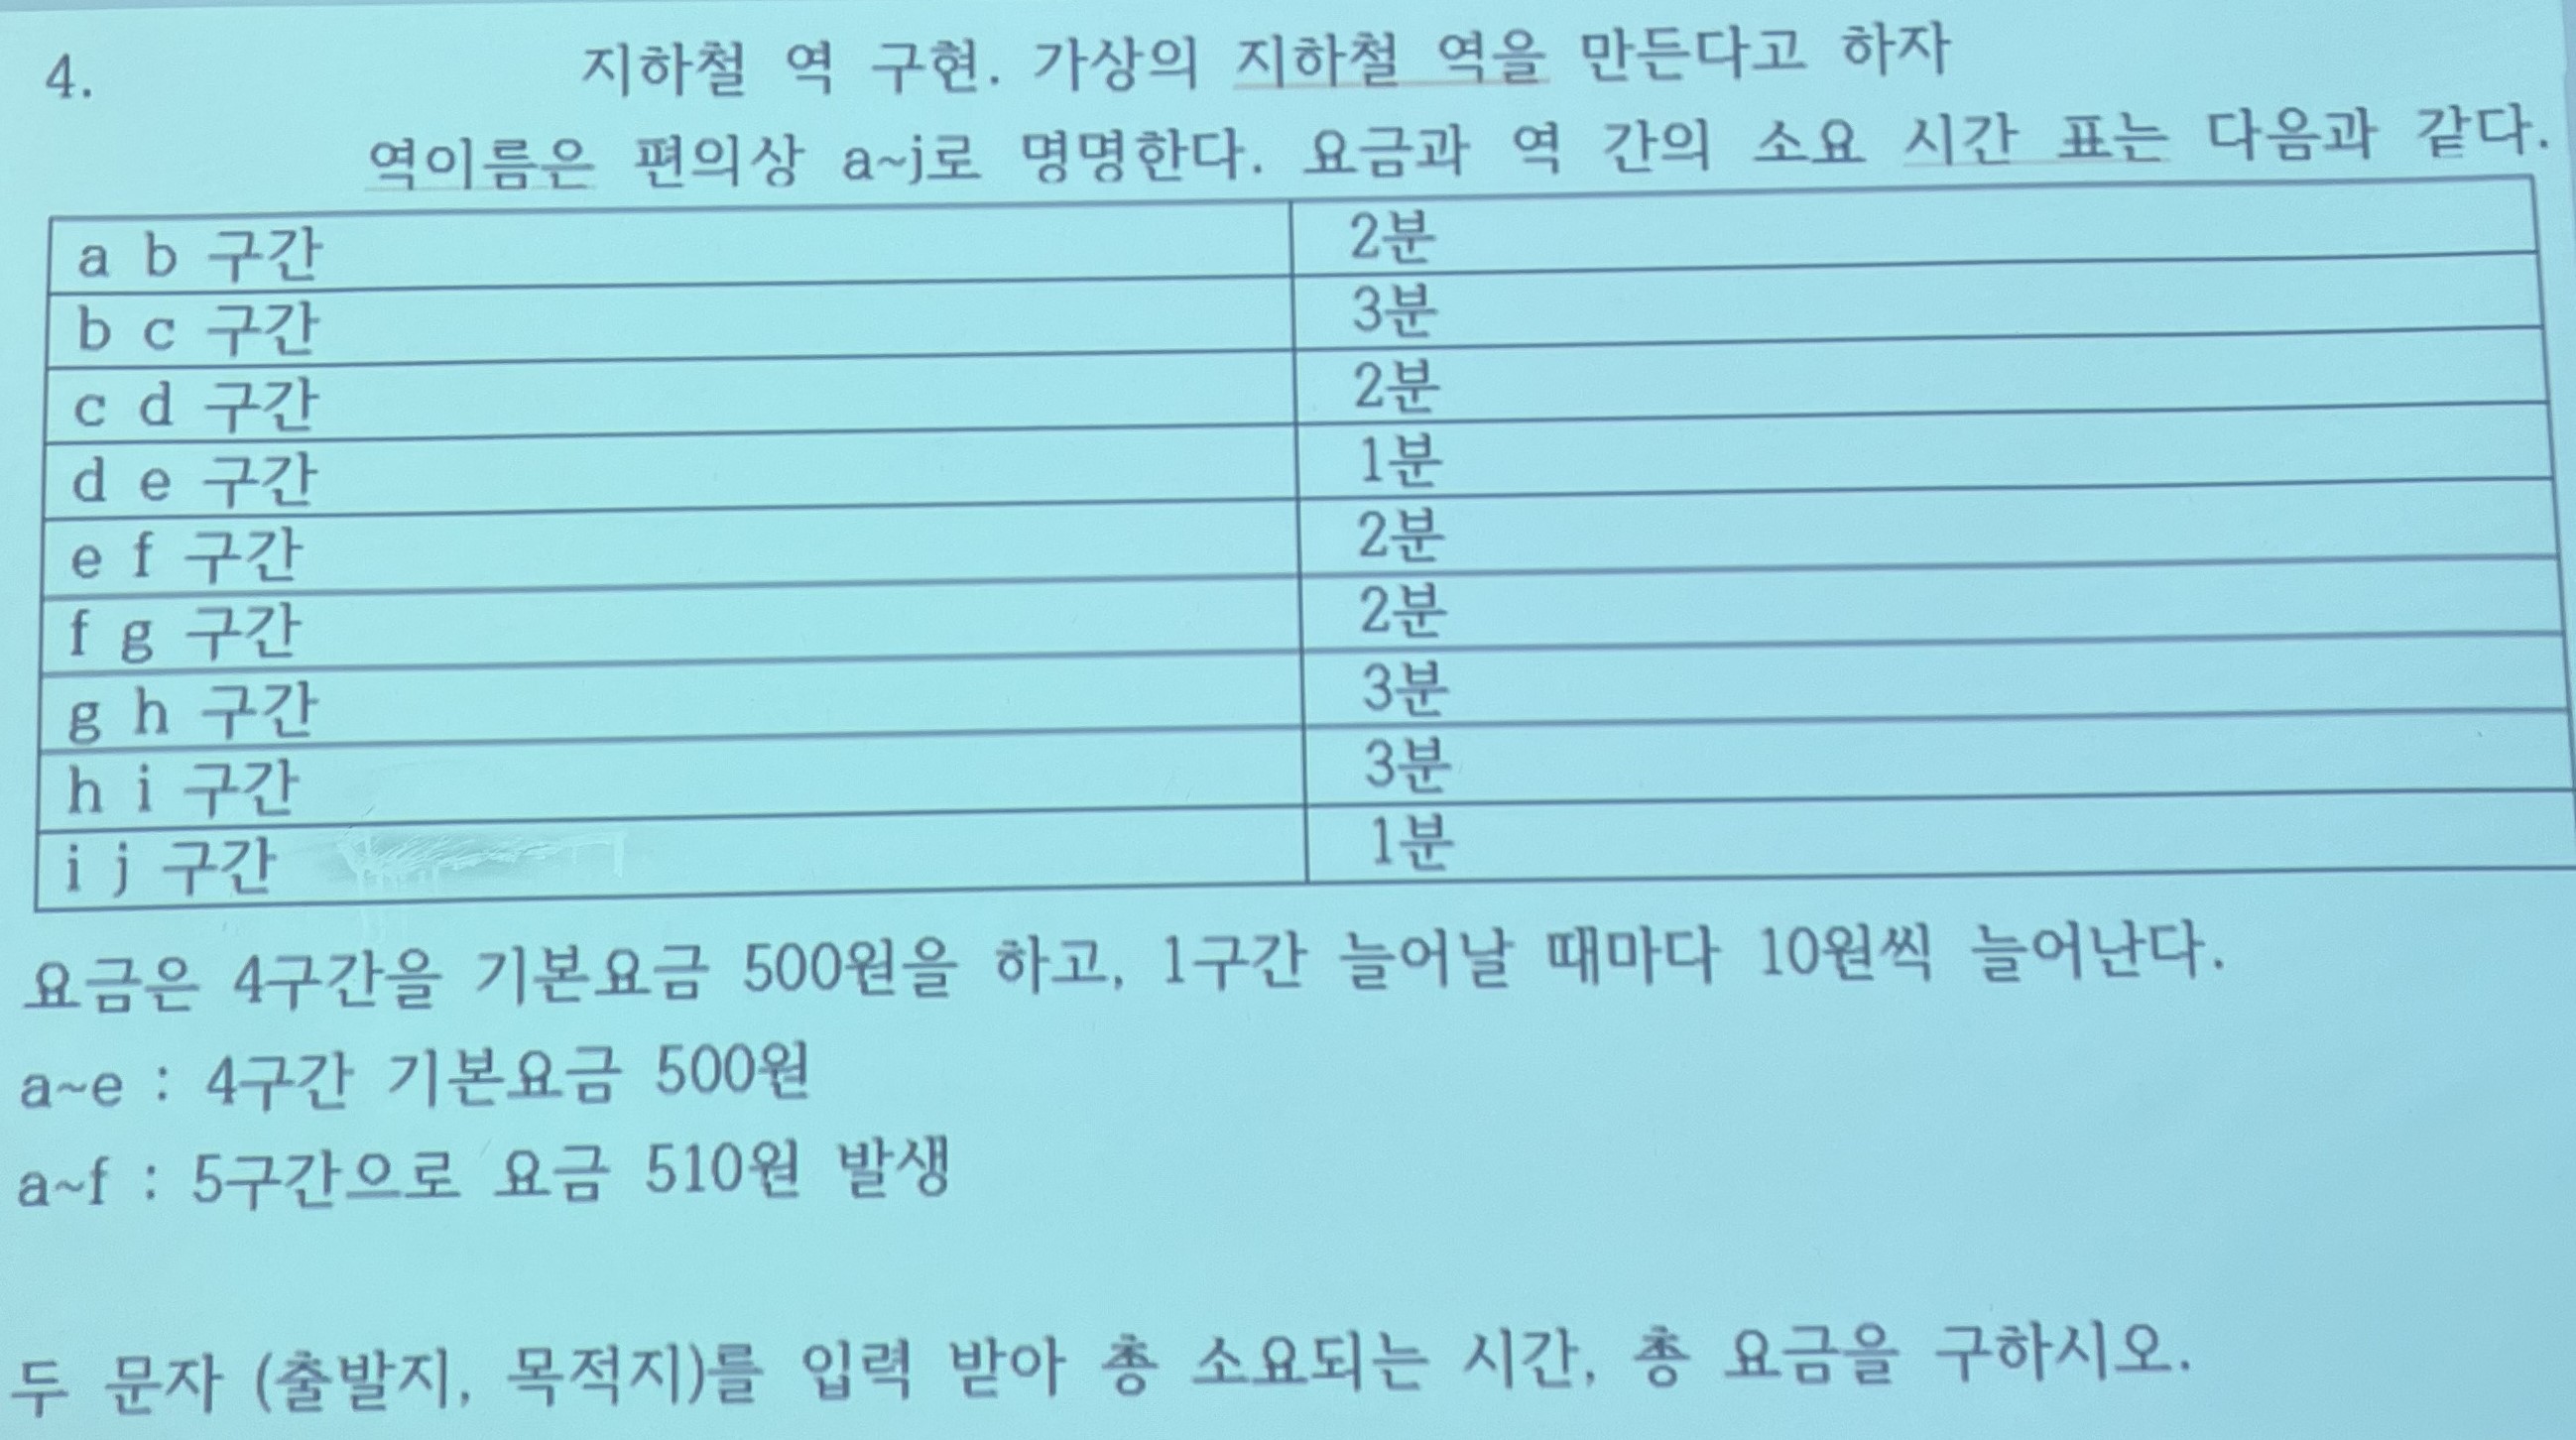 4. 지하철 역 구현. 가상의 지하철 역을 만든다고 하자
역이름은 편의상 a~j로 명명한다. 요금과 역 간의 소요 시간 표는 다음과 같다.
a b 구간 2분
b c 구간 3분
c d 구간 2분
d e 구간 1분
e f 구간 2분
f g 구간 2분
g h 구간 3분
h i 구간 3분
i j 구간 1분
요금은 4구간을 기본요금 500원을 하고, 1구간 늘어날 때마다 10원씩 늘어난다.
a~e : 4구간 기본요금 500원
a~f : 5구간으로 요금 510원 발생
두 문자 (출발지, 목적지)를 입력 받아 총 소요되는 시간, 총 요금을 구하시오.